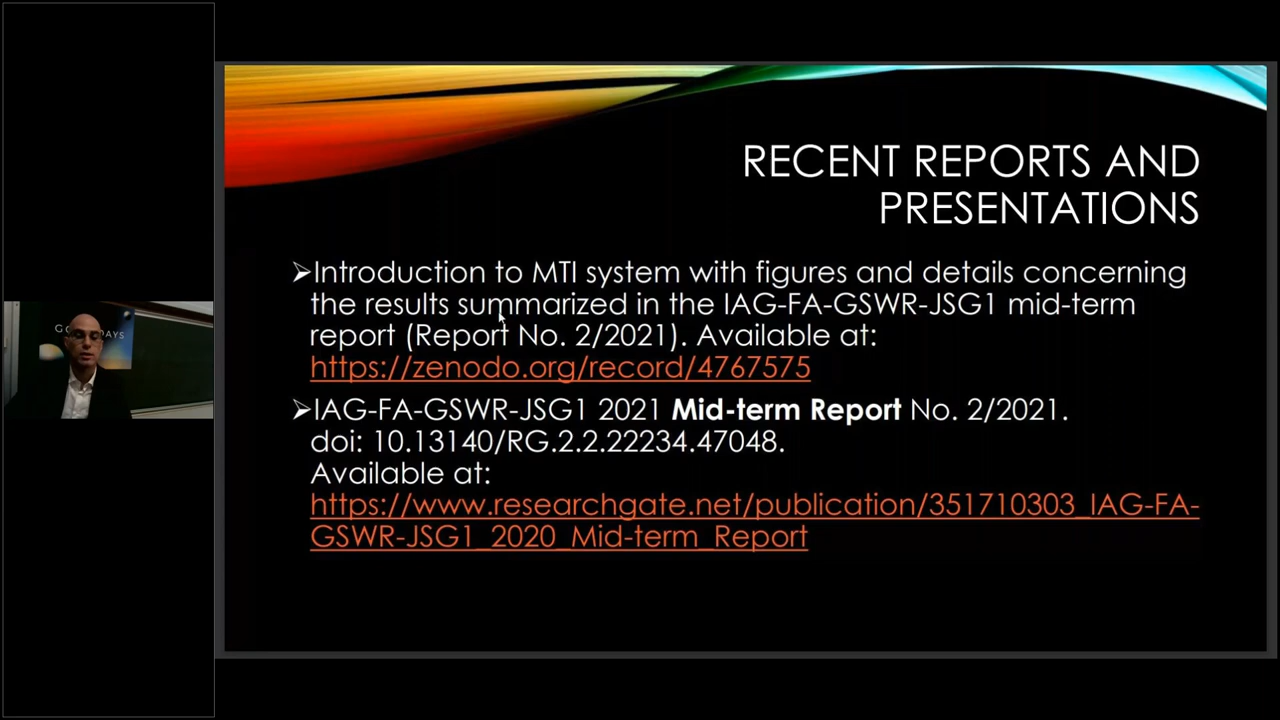 RECENT REPORTS AND
PRESENTATIONS
➢Introduction to MTI system with figures and details concerning
the results summarized in the IAG-FA-GSWR-JSG1 mid-term
report (Report No. 2/2021). Available at:
https://zenodo.org/record/4767575
➢IAG-FA-GSWR-JSG1 2021 Mid-term Report No. 2/2021.
doi: 10.13140/RG.2.2.22234.47048.
Available at:
https://www.researchgate.net/publication/351710303_IAG-FA-
GSWR-JSG1_2020_Mid-term_Report